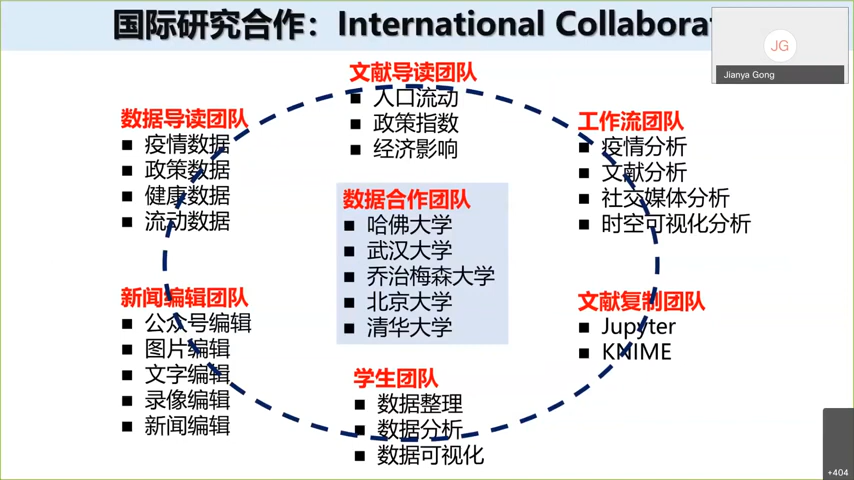 国际研究合作：International Collaborat
JG
Jianya Gong
文献导读团队
■ 人口流动
■ 政策指数
■ 经济影响
数据导读团队
■ 疫情数据
■ 政策数据
■ 健康数据
■ 流动数据
工作流团队
■ 疫情分析
■ 文献分析
■ 社交媒体分析
■ 时空可视化分析
数据合作团队
■ 哈佛大学
■ 武汉大学
■ 乔治梅森大学
■ 北京大学
■ 清华大学
新闻编辑团队
■ 公众号编辑
■ 图片编辑
■ 文字编辑
■ 录像编辑
■ 新闻编辑
文献复制团队
■ Jupyter
■ KNIME
学生团队
■ 数据整理
■ 数据分析
■ 数据可视化
+404